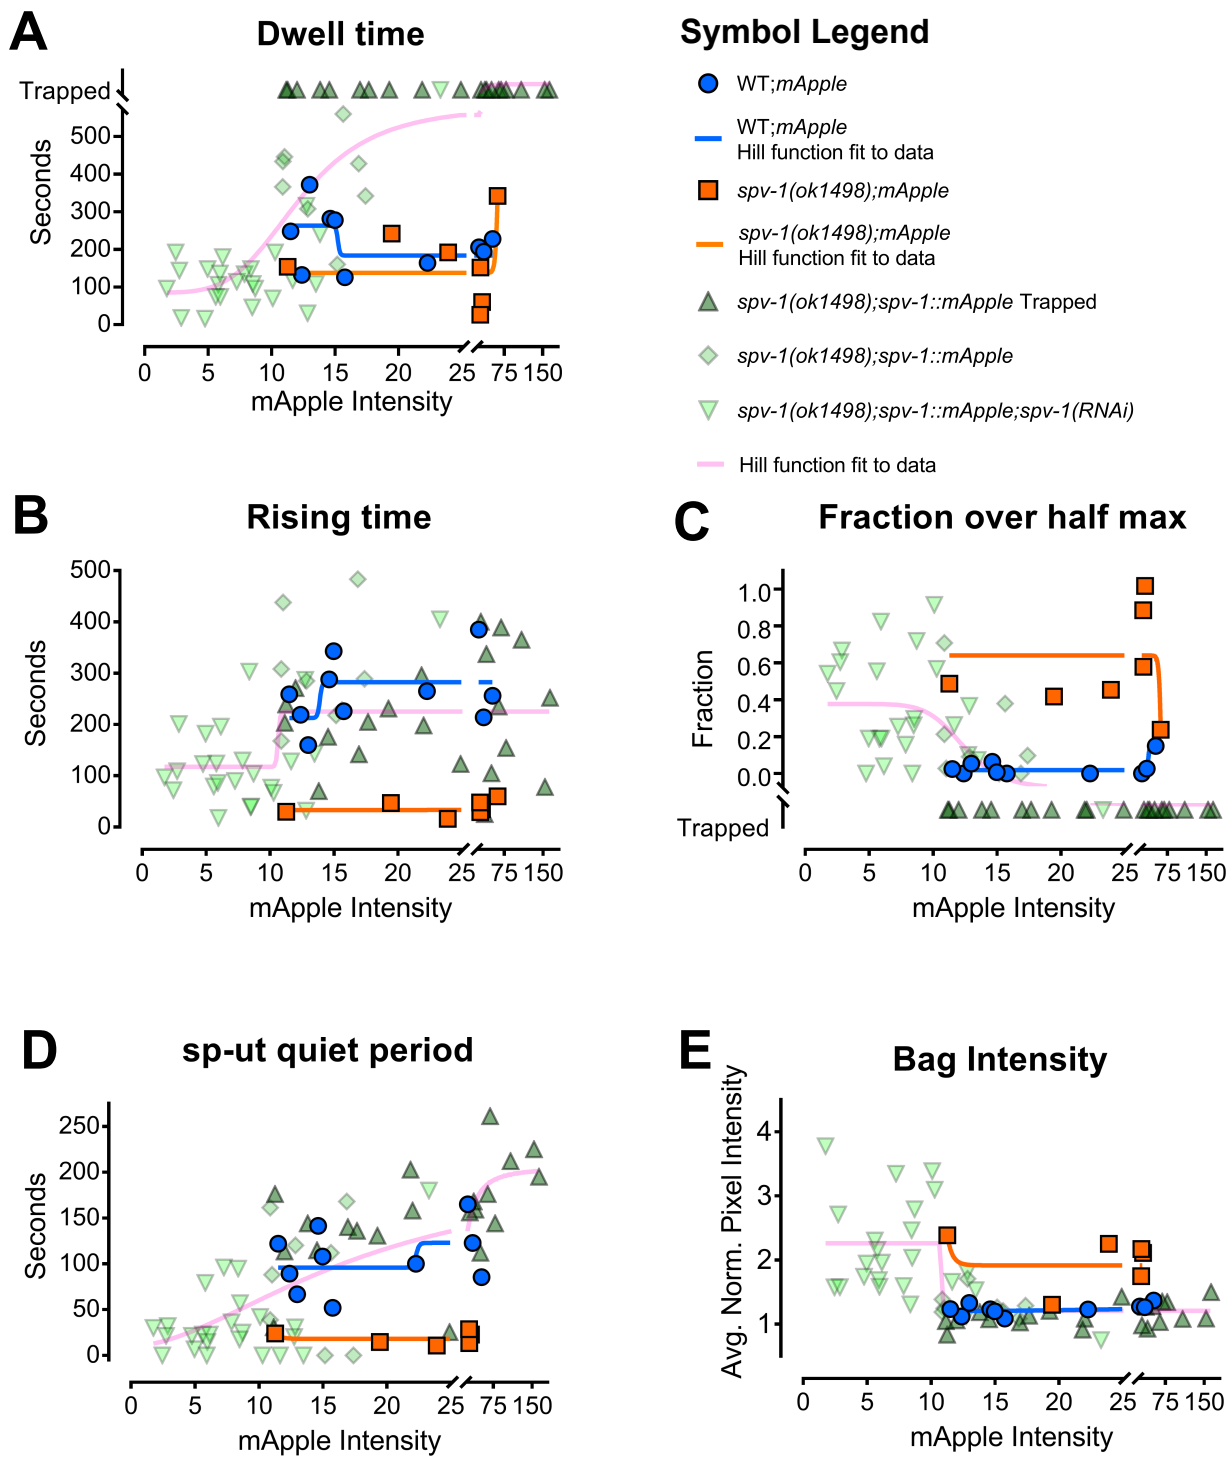 A
Dwell time
Trapped
500
400
300
200
100
0
Seconds
0 5 10 15 20 25 75 150
mApple Intensity
Symbol Legend
WT;mApple
WT;mApple
Hill function fit to data
spv-1(ok1498);mApple
spv-1(ok1498);mApple
Hill function fit to data
spv-1(ok1498);spv-1::mApple Trapped
spv-1(ok1498);spv-1::mApple
spv-1(ok1498);spv-1::mApple;spv-1(RNAi)
Hill function fit to data
B
Rising time
500
400
300
200
100
0
Seconds
0 5 10 15 20 25 75 150
mApple Intensity
C
Fraction over half max
1.0
0.8
0.6
0.4
0.2
0.0
Trapped
Fraction
0 5 10 15 20 25 75 150
mApple Intensity
D
sp-ut quiet period
250
200
150
100
50
0
Seconds
0 5 10 15 20 25 75 150
mApple Intensity
E
Bag Intensity
4
3
2
1
Avg. Norm. Pixel Intensity
0 5 10 15 20 25 75 150
mApple Intensity